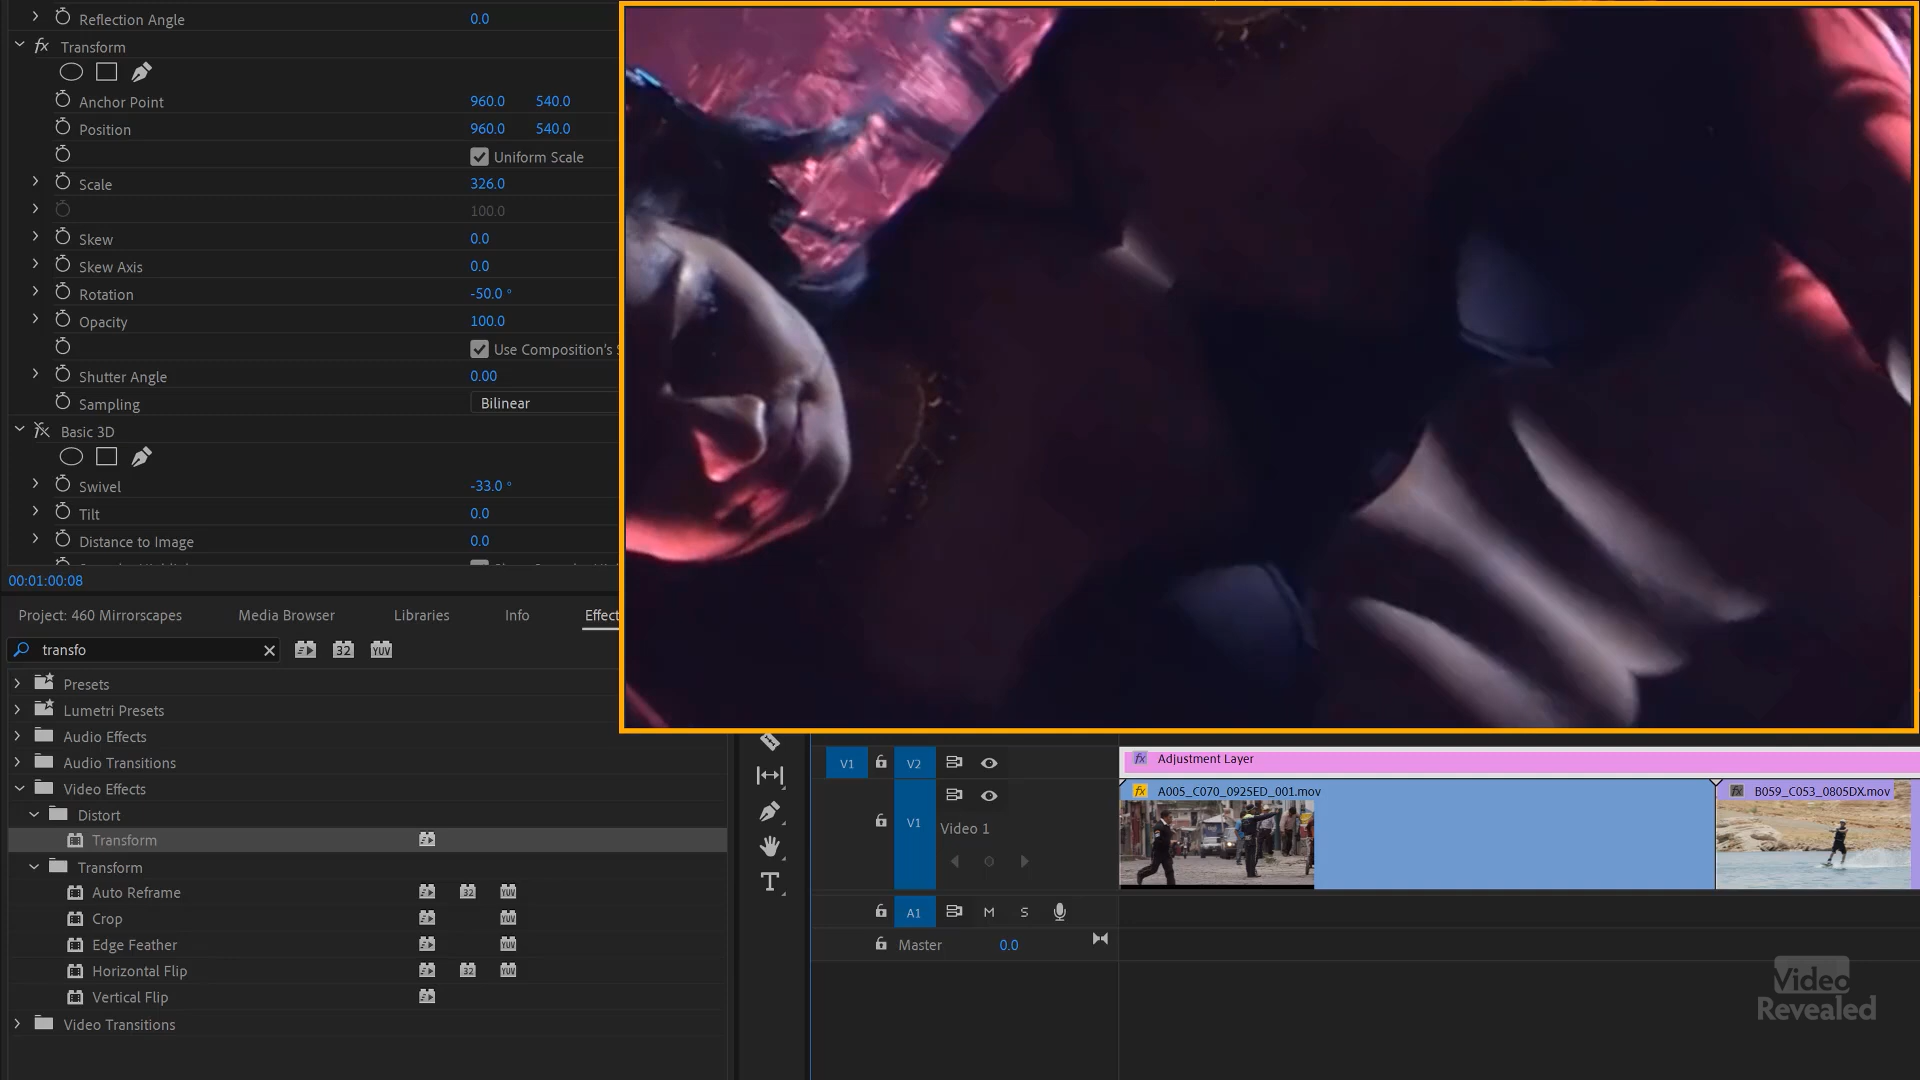 Reflection Angle 0.0
fx Transform
Anchor Point 960.0 540.0
Position 960.0 540.0
Uniform Scale
Scale 326.0
100.0
Skew 0.0
Skew Axis 0.0
Rotation -50.0 °
Opacity 100.0
Use Composition's S
Shutter Angle 0.00
Sampling Bilinear
fx Basic 3D
Swivel -33.0 °
Tilt 0.0
Distance to Image 0.0
00:01:00:08
Project: 460 Mirrorscapes Media Browser Libraries Info Effect
transfo 32 YUV
Presets
Lumetri Presets
Audio Effects
Audio Transitions
Video Effects
Distort
Transform
Transform
Auto Reframe 32 YUV
Crop YUV
Edge Feather YUV
Horizontal Flip 32 YUV
Vertical Flip
Video Transitions
V1 V2 fx Adjustment Layer
fx A005_C070_0925ED_001.mov fx B059_C053_0805DX.mov
V1 Video 1
A1 M S
Master 0.0
T
Video
Revealed